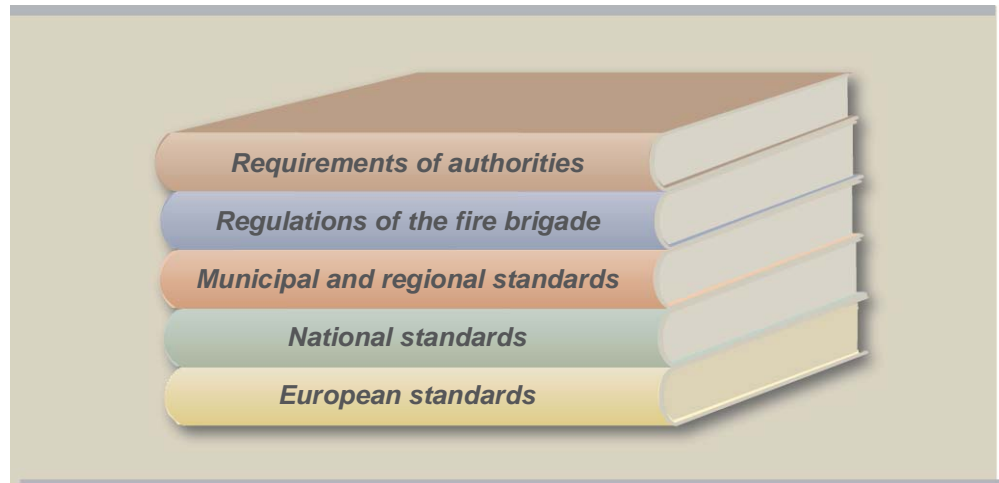 Requirements of authorities
Regulations of the fire brigade
Municipal and regional standards
National standards
European standards